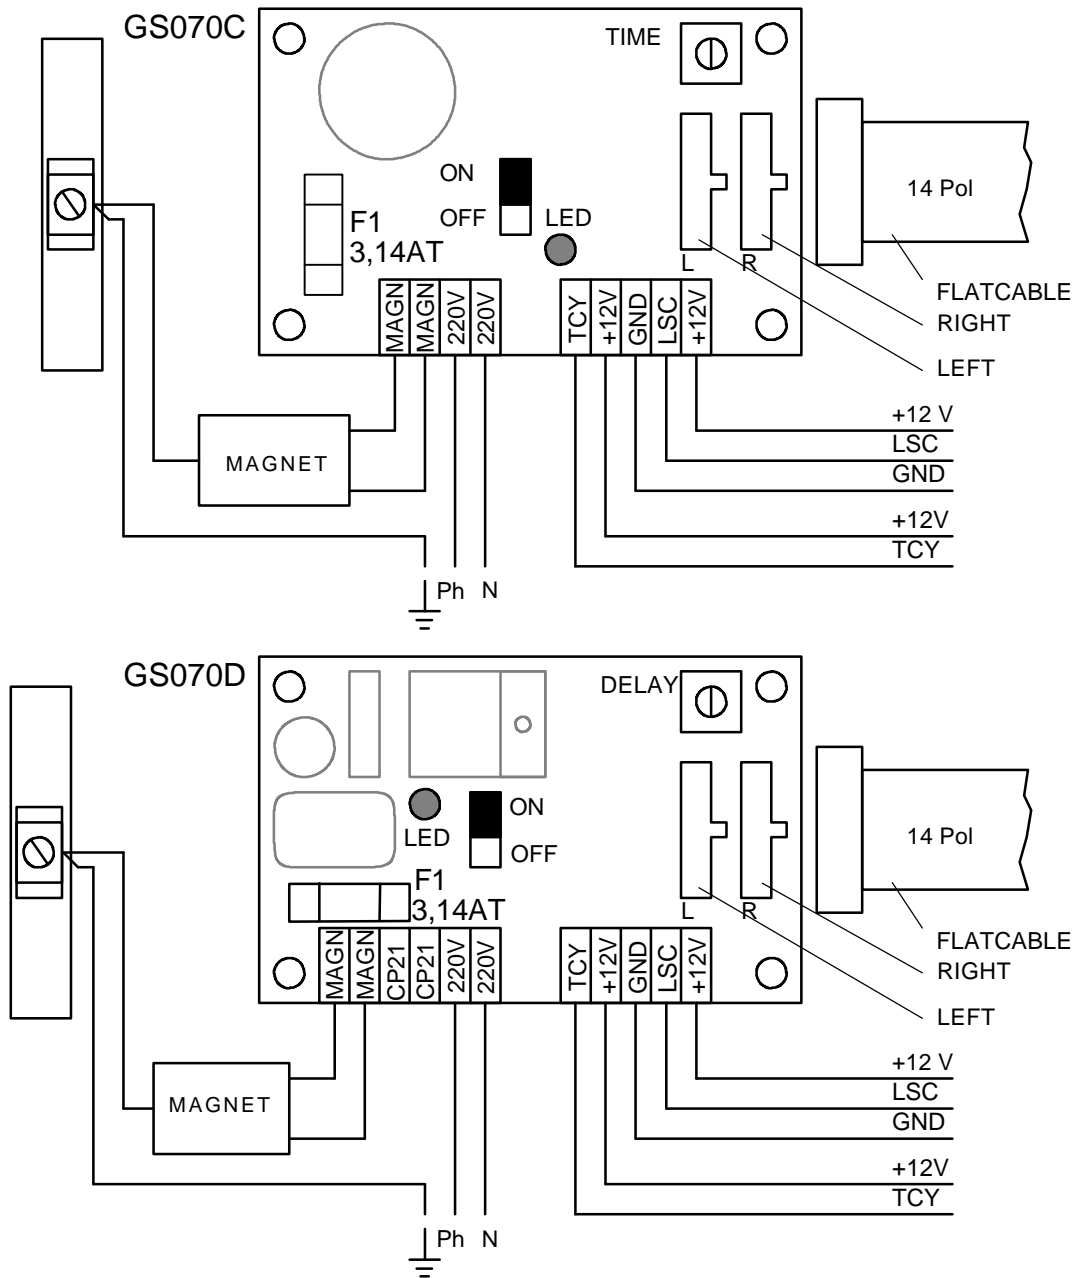 GS070C
TIME
ON
OFF
LED
F1
3,14AT
14 Pol
L
R
MAGN
MAGN
220V
220V
TCY
+12V
GND
LSC
+12V
FLATCABLE
RIGHT
LEFT
MAGNET
+12 V
LSC
GND
+12V
TCY
Ph N
GS070D
DELAY
LED
ON
OFF
F1
3,14AT
14 Pol
L
R
MAGN
MAGN
CP21
CP21
220V
220V
TCY
+12V
GND
LSC
+12V
FLATCABLE
RIGHT
LEFT
MAGNET
+12 V
LSC
GND
+12V
TCY
Ph N